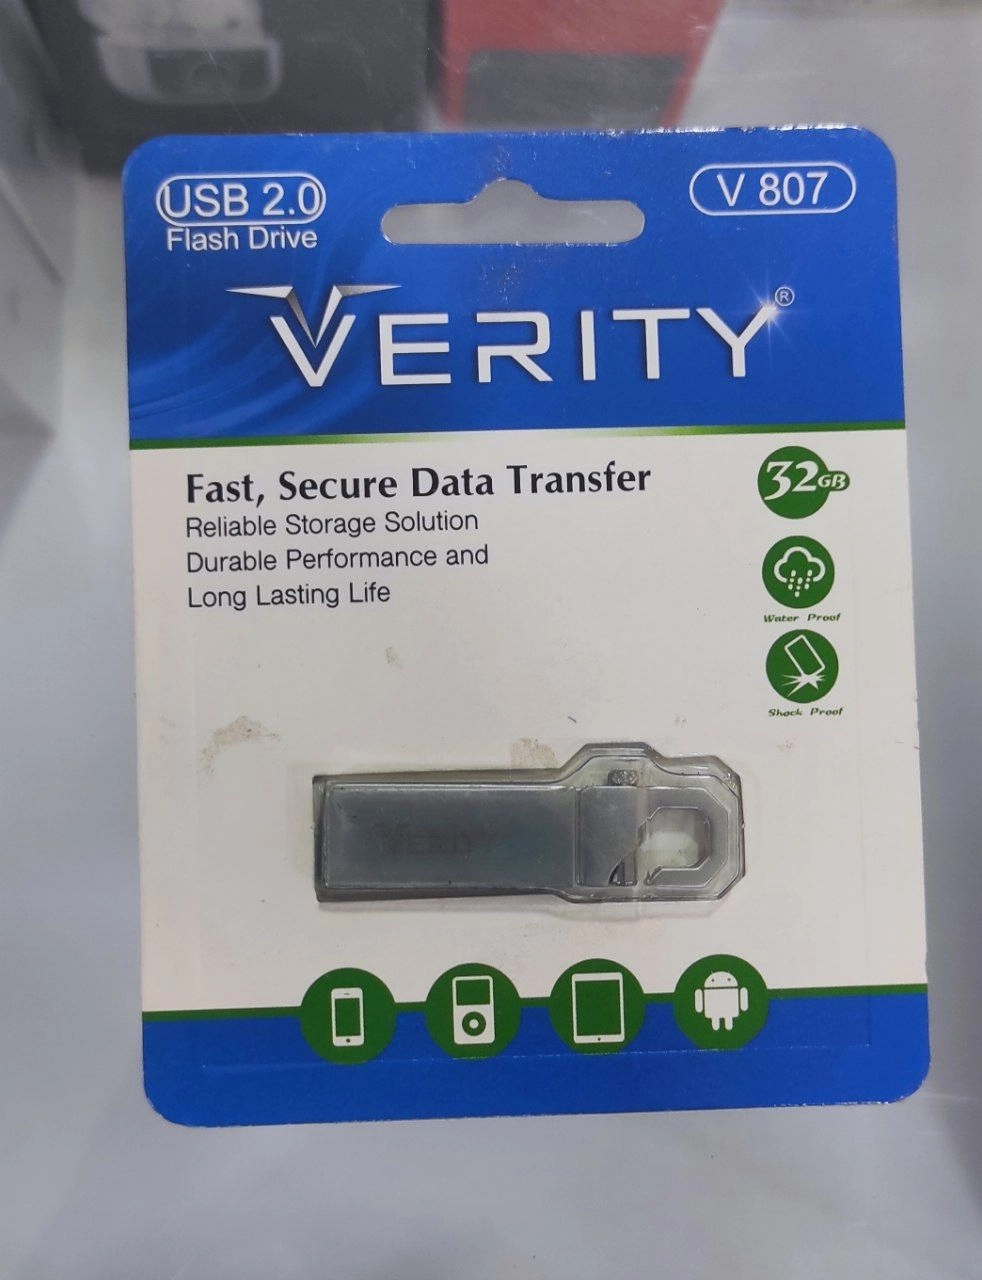 USB 2.0
Flash Drive
V 807
VERITY®
Fast, Secure Data Transfer
Reliable Storage Solution
Durable Performance and
Long Lasting Life
32GB
Water Proof
Shock Proof
VERITY